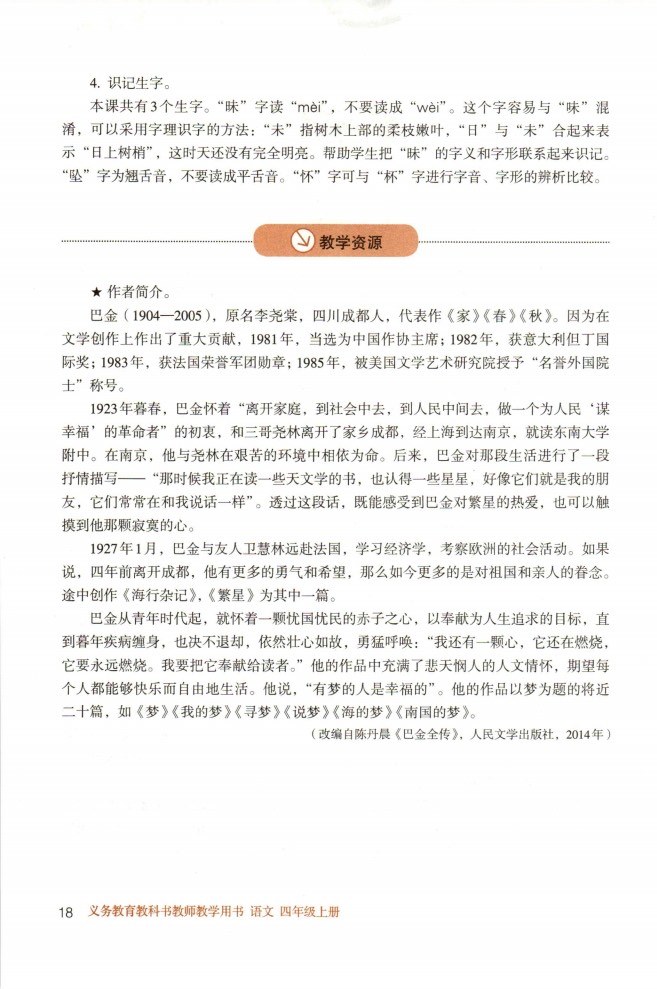 4. 识记生字。
本课共有3个生字。“昧”字读“mèi”，不要读成“wèi”。这个字容易与“味”混
淆，可以采用字理识字的方法：“未”指树木上部的柔枝嫩叶，“日”与“未”合起来表
示“日上树梢”，这时天还没有完全明亮。帮助学生把“昧”的字义和字形联系起来识记。
“坠”字为翘舌音，不要读成平舌音。“怀”字可与“杯”字进行字音、字形的辨析比较。
教学资源
★ 作者简介。
巴金（1904—2005），原名李尧棠，四川成都人，代表作《家》《春》《秋》。因为在
文学创作上作出了重大贡献，1981年，当选为中国作协主席；1982年，获意大利但丁国
际奖；1983年，获法国荣誉军团勋章；1985年，被美国文学艺术研究院授予“名誉外国院
士”称号。
1923年暮春，巴金怀着“离开家庭，到社会中去，到人民中间去，做一个为人民‘谋
幸福’的革命者”的初衷，和三哥尧林离开了家乡成都，经上海到达南京，就读东南大学
附中。在南京，他与尧林在艰苦的环境中相依为命。后来，巴金对那段生活进行了一段
抒情描写——“那时候我正在读一些天文学的书，也认得一些星星，好像它们就是我的朋
友，它们常常在和我说话一样”。透过这段话，既能感受到巴金对繁星的热爱，也可以触
摸到他那颗寂寞的心。
1927年1月，巴金与友人卫慧林远赴法国，学习经济学，考察欧洲的社会活动。如果
说，四年前离开成都，他有更多的勇气和希望，那么如今更多的是对祖国和亲人的眷念。
途中创作《海行杂记》，《繁星》为其中一篇。
巴金从青年时代起，就怀着一颗忧国忧民的赤子之心，以奉献为人生追求的目标，直
到暮年疾病缠身，也决不退却，依然壮心如故，勇猛呼唤：“我还有一颗心，它还在燃烧，
它要永远燃烧。我要把它奉献给读者。”他的作品中充满了悲天悯人的人文情怀，期望每
个人都能够快乐而自由地生活。他说，“有梦的人是幸福的”。他的作品以梦为题的将近
二十篇，如《梦》《我的梦》《寻梦》《说梦》《海的梦》《南国的梦》。
（改编自陈丹晨《巴金全传》，人民文学出版社，2014年）
18 义务教育教科书教师教学用书 语文 四年级上册